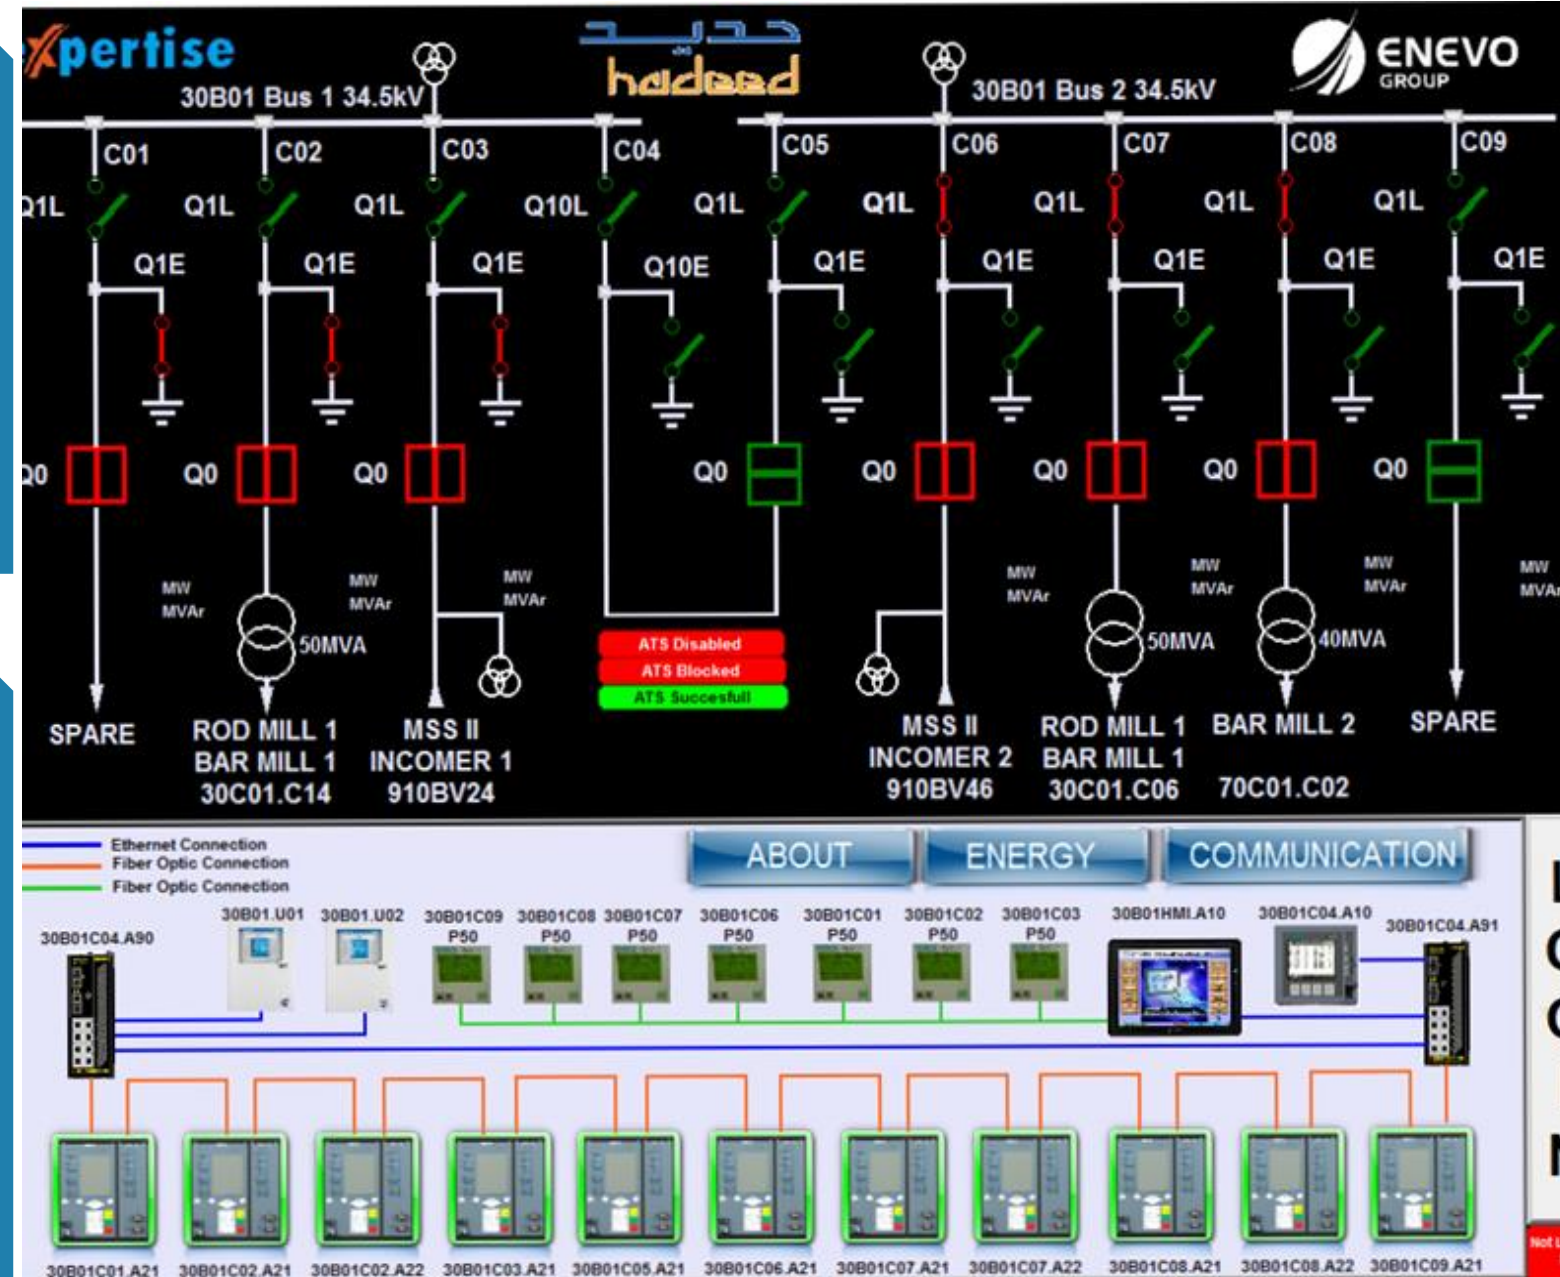 eXpertise
حديد
hadeed
ENEVO
GROUP
30B01 Bus 1 34.5kV
30B01 Bus 2 34.5kV
C01 C02 C03 C04 C05 C06 C07 C08 C09
Q1L Q1L Q1L Q10L Q1L Q1L Q1L Q1L Q1L
Q1E Q1E Q1E Q10E Q1E Q1E Q1E Q1E Q1E
Q0 Q0 Q0 Q0 Q0 Q0 Q0 Q0
MW MW MW MW MW MW MW
MVAr MVAr MVAr MVAr MVAr MVAr MVAr
50MVA 50MVA 40MVA
ATS Disabled
ATS Blocked
ATS Succesfull
SPARE
ROD MILL 1
BAR MILL 1
30C01.C14
MSS II
INCOMER 1
910BV24
MSS II
INCOMER 2
910BV46
ROD MILL 1
BAR MILL 1
30C01.C06
BAR MILL 2
70C01.C02
SPARE
Ethernet Connection
Fiber Optic Connection
Fiber Optic Connection
ABOUT ENERGY COMMUNICATION
30B01C04.A90
30B01.U01
30B01.U02
30B01C09
P50
30B01C08
P50
30B01C07
P50
30B01C06
P50
30B01C01
P50
30B01C02
P50
30B01C03
P50
30B01HMI.A10
30B01C04.A10
30B01C04.A91
30B01C01.A21 30B01C02.A21 30B01C02.A22 30B01C03.A21 30B01C05.A21 30B01C06.A21 30B01C07.A21 30B01C07.A22 30B01C08.A21 30B01C08.A22 30B01C09.A21
Not